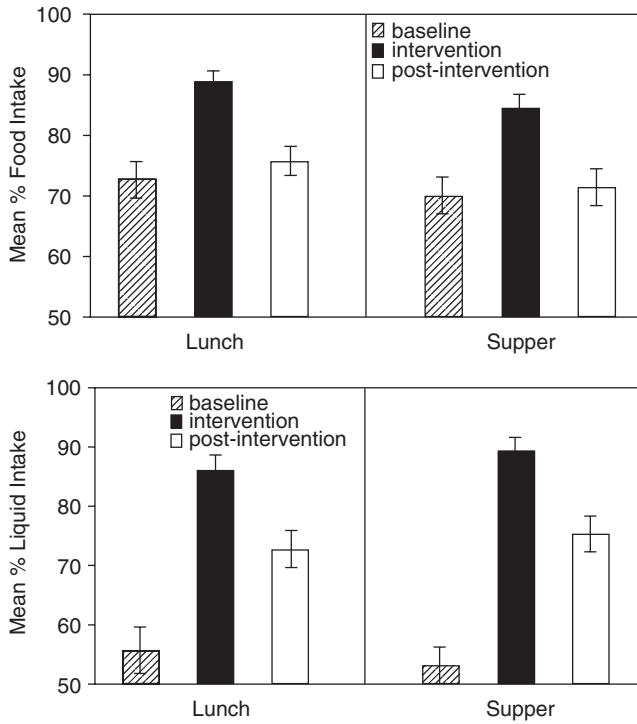 Mean % Food Intake
100
90
80
70
60
50
baseline
intervention
post-intervention
Lunch
Supper
Mean % Liquid Intake
100
90
80
70
60
50
baseline
intervention
post-intervention
Lunch
Supper